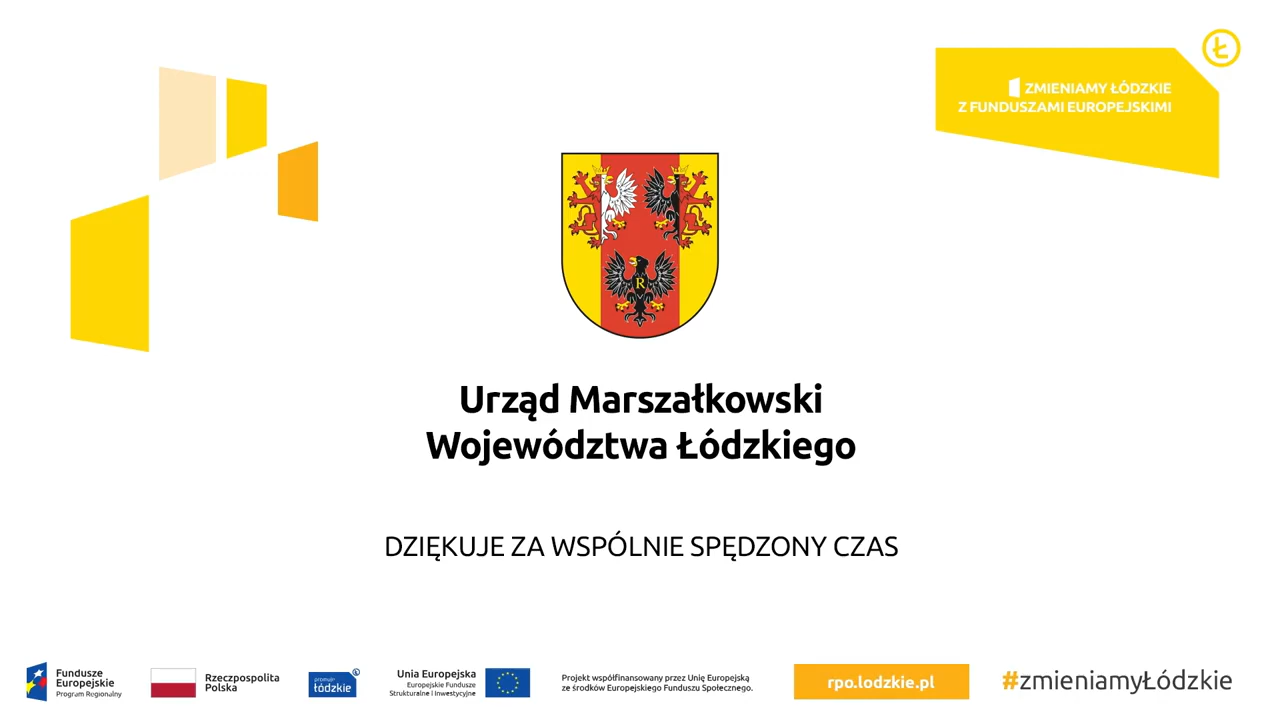 Ł
ZMIENIAMY ŁÓDZKIE
Z FUNDUSZAMI EUROPEJSKIMI
R
Urząd Marszałkowski
Województwa Łódzkiego
DZIĘKUJE ZA WSPÓLNIE SPĘDZONY CZAS
Fundusze
Europejskie
Program Regionalny
Rzeczpospolita
Polska
promuje
łódzkie
Unia Europejska
Europejskie Fundusze
Strukturalne i Inwestycyjne
Projekt współfinansowany przez Unię Europejską
ze środków Europejskiego Funduszu Społecznego.
rpo.lodzkie.pl
#zmieniamyŁódzkie